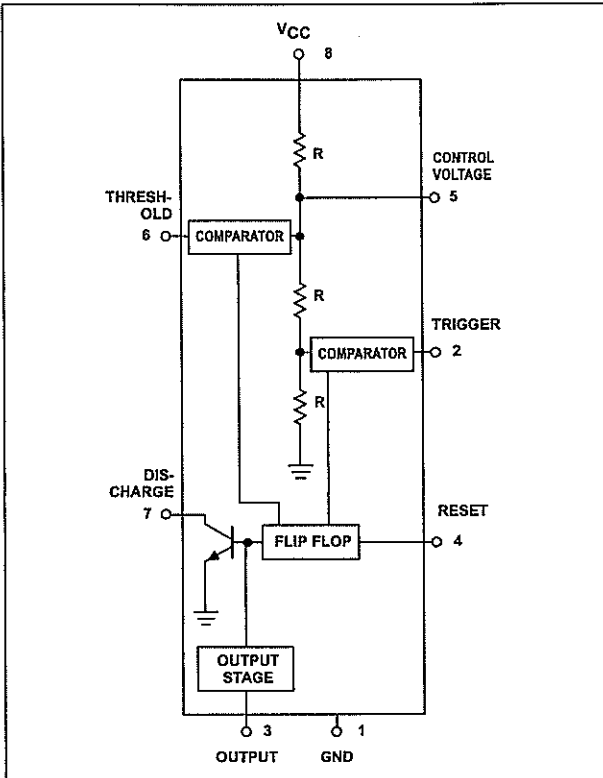 VCC
8
R
CONTROL
VOLTAGE
5
THRESH-
OLD
6
COMPARATOR
R
TRIGGER
COMPARATOR
2
R
DIS-
CHARGE
7
RESET
FLIP FLOP
4
OUTPUT
STAGE
3
1
OUTPUT
GND